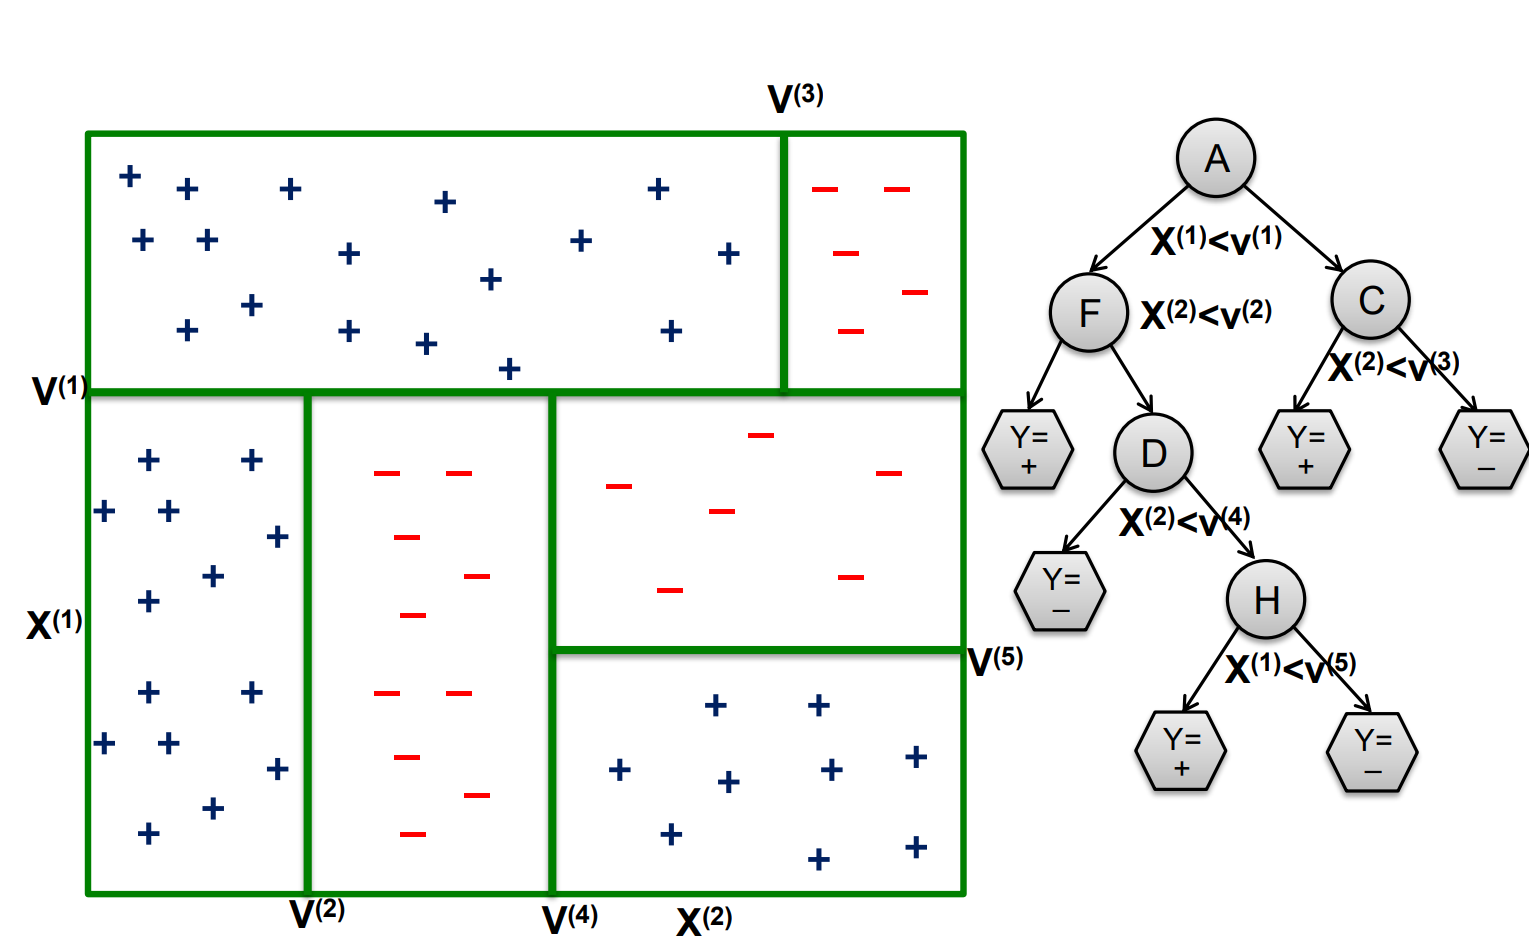 V(3)
V(1)
X(1)
V(5)
V(2)
V(4)
X(2)
A
X(1)<v(1)
F
X(2)<v(2)
C
X(2)<v(3)
Y=
+
D
Y=
+
Y=
–
X(2)<v(4)
Y=
–
H
X(1)<v(5)
Y=
+
Y=
–